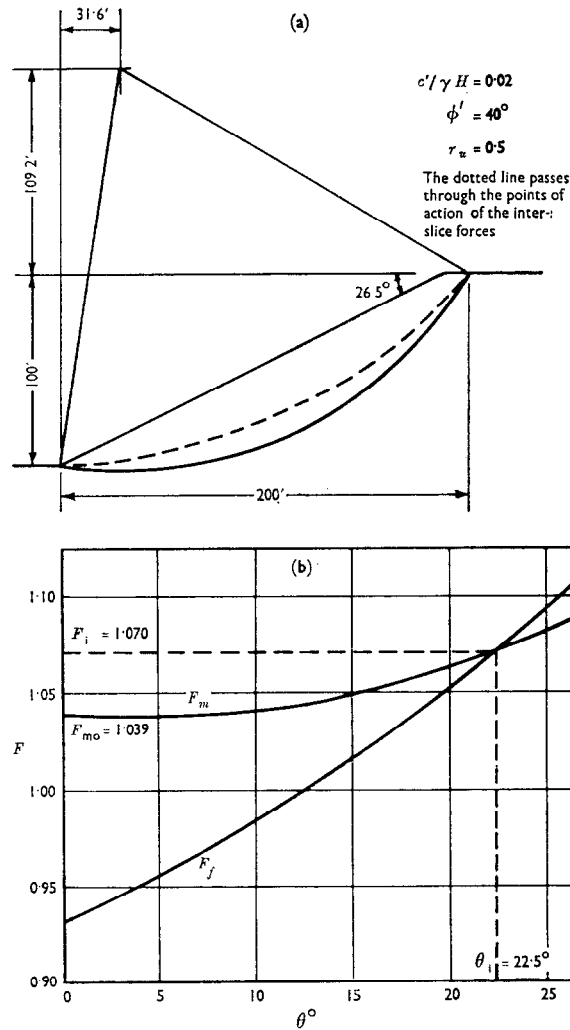 31·6'
(a)
c'/γ H = 0·02
ϕ' = 40°
r_u = 0·5
The dotted line passes
through the points of
action of the inter-:
slice forces
109 2'
26 5°
100'
200'
(b)
1·10
F_i = 1·070
1·05
F_m
F_mo = 1·039
F
1·00
F_f
0·95
θ_i = 22·5°
0·90
0
5
10
15
20
25
θ°